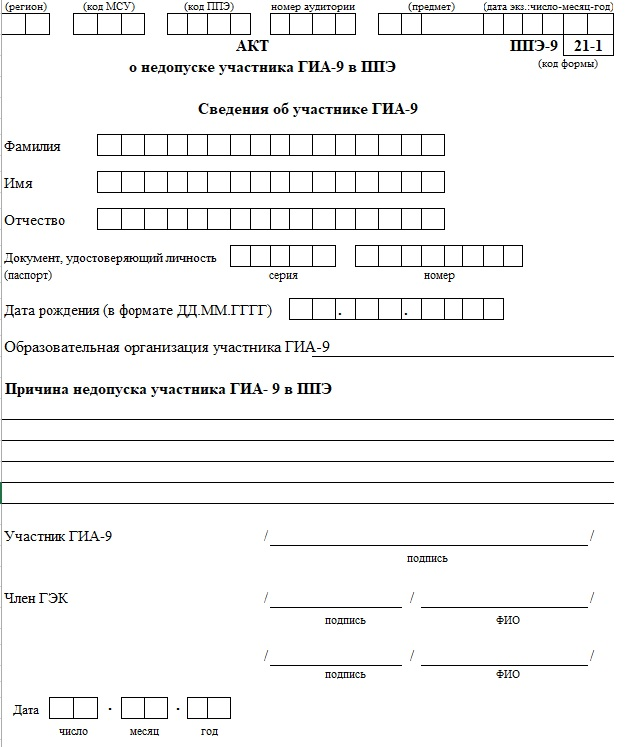 (регион) (код МСУ) (код ППЭ) номер аудитории (предмет) (дата экз.:число-месяц-год)
АКТ ППЭ-9 21-1
о недопуске участника ГИА-9 в ППЭ (код формы)
Сведения об участнике ГИА-9
Фамилия
Имя
Отчество
Документ, удостоверяющий личность
(паспорт) серия номер
Дата рождения (в формате ДД.ММ.ГГГГ) . .
Образовательная организация участника ГИА-9
Причина недопуска участника ГИА- 9 в ППЭ
Участник ГИА-9 / /
подпись
Член ГЭК / / /
подпись ФИО
/ / /
подпись ФИО
Дата . .
число месяц год